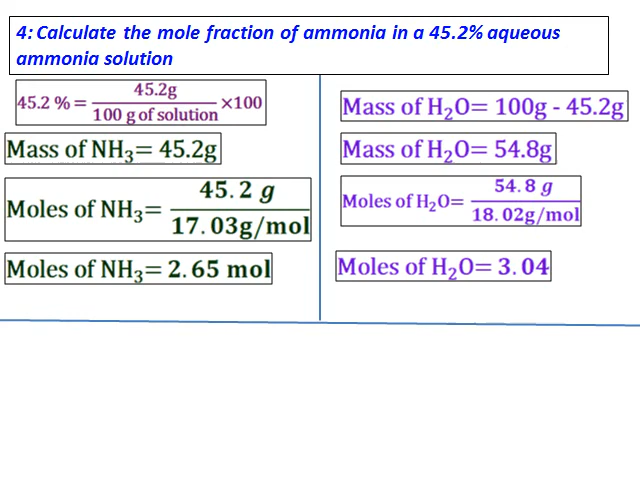 4: Calculate the mole fraction of ammonia in a 45.2% aqueous
ammonia solution
45.2 % = 45.2g / 100 g of solution ×100
Mass of NH₃= 45.2g
Moles of NH₃= 45.2 g / 17.03g/mol
Moles of NH₃= 2.65 mol
Mass of H₂O= 100g - 45.2g
Mass of H₂O= 54.8g
Moles of H₂O= 54.8 g / 18.02g/mol
Moles of H₂O= 3.04